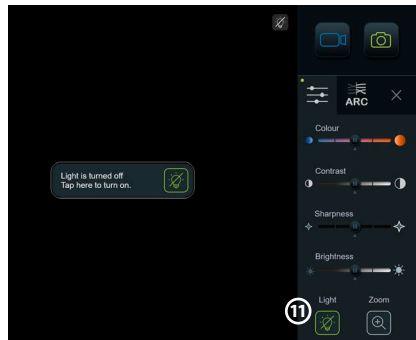 ARC
Colour
Light is turned off
Tap here to turn on.
Contrast
Sharpness
Brightness
Light Zoom
11